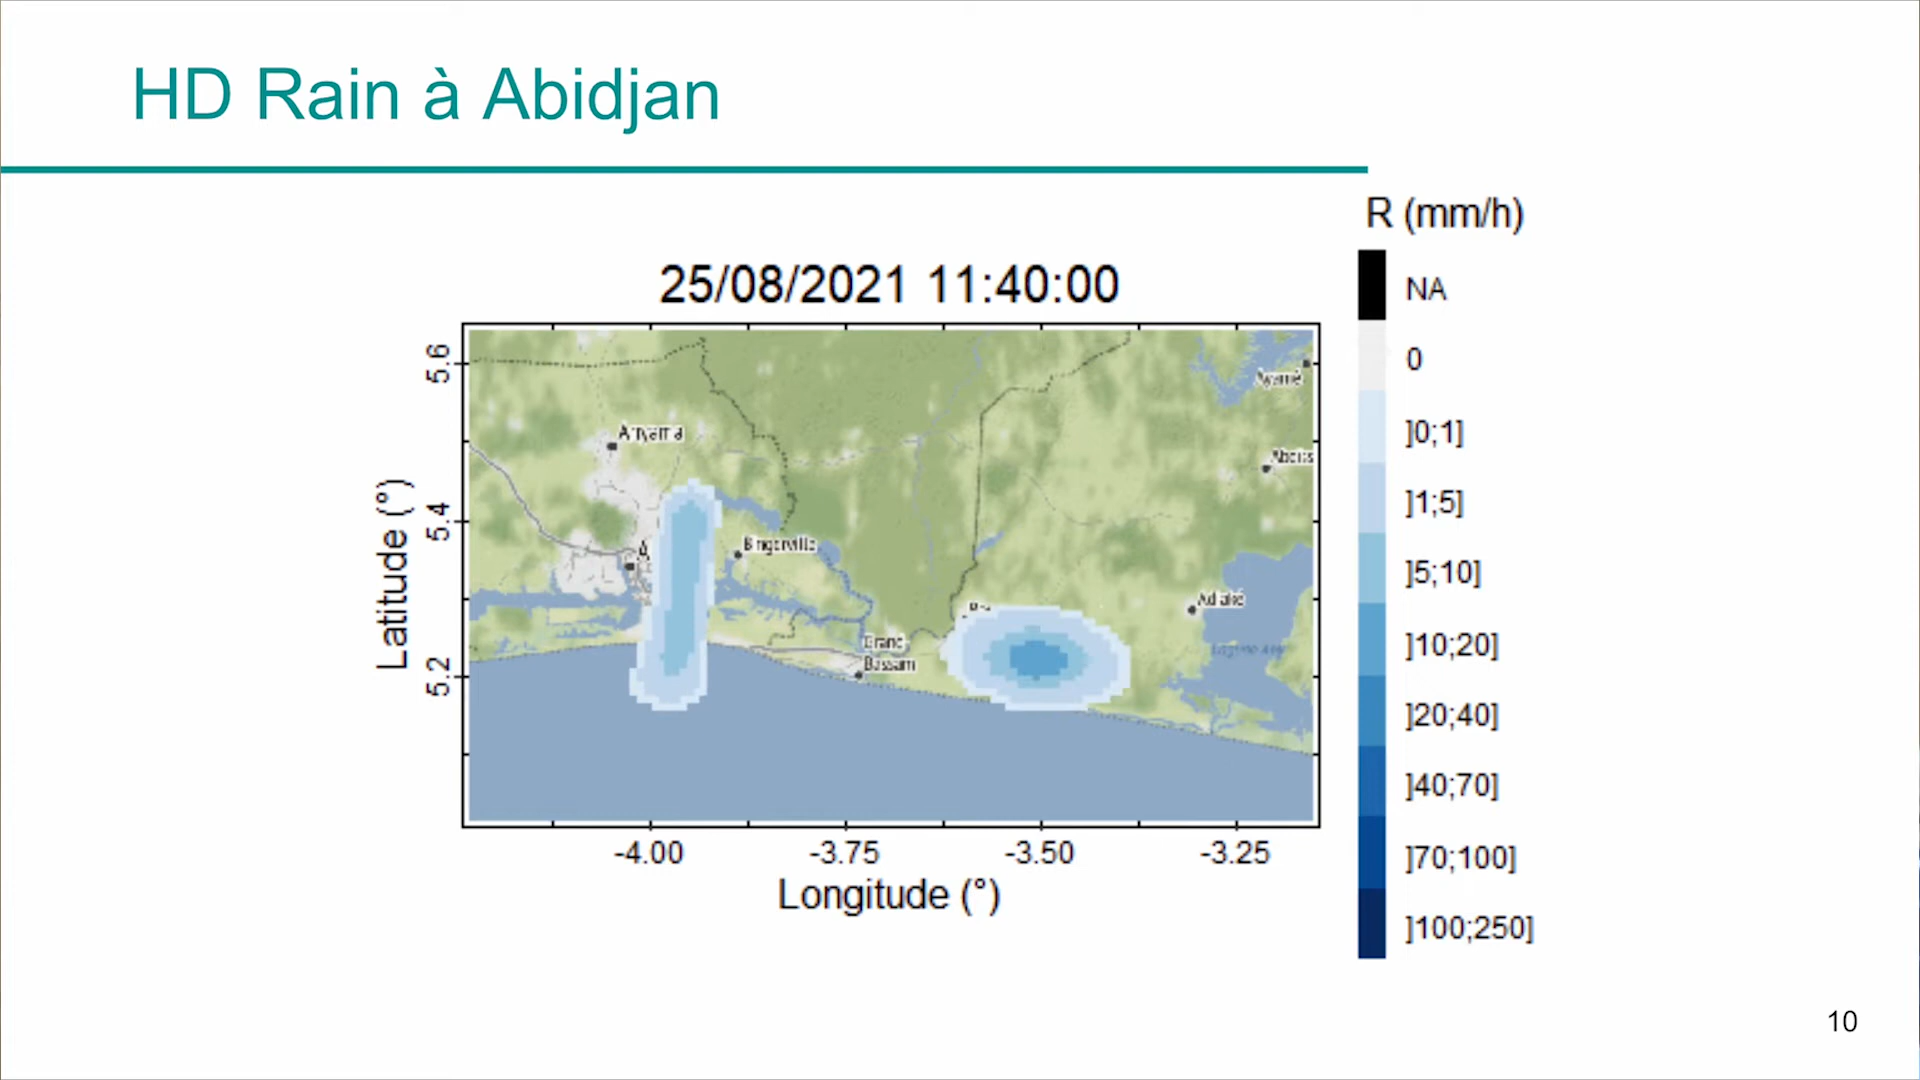 HD Rain à Abidjan
R (mm/h)
25/08/2021 11:40:00
NA
0
]0;1]
]1;5]
]5;10]
]10;20]
]20;40]
]40;70]
]70;100]
]100;250]
5.6
5.4
5.2
Latitude (°)
Anyama
Bingerville
Grand-
Bassam
Adiaké
Ayamé
-4.00
-3.75
-3.50
-3.25
Longitude (°)
10